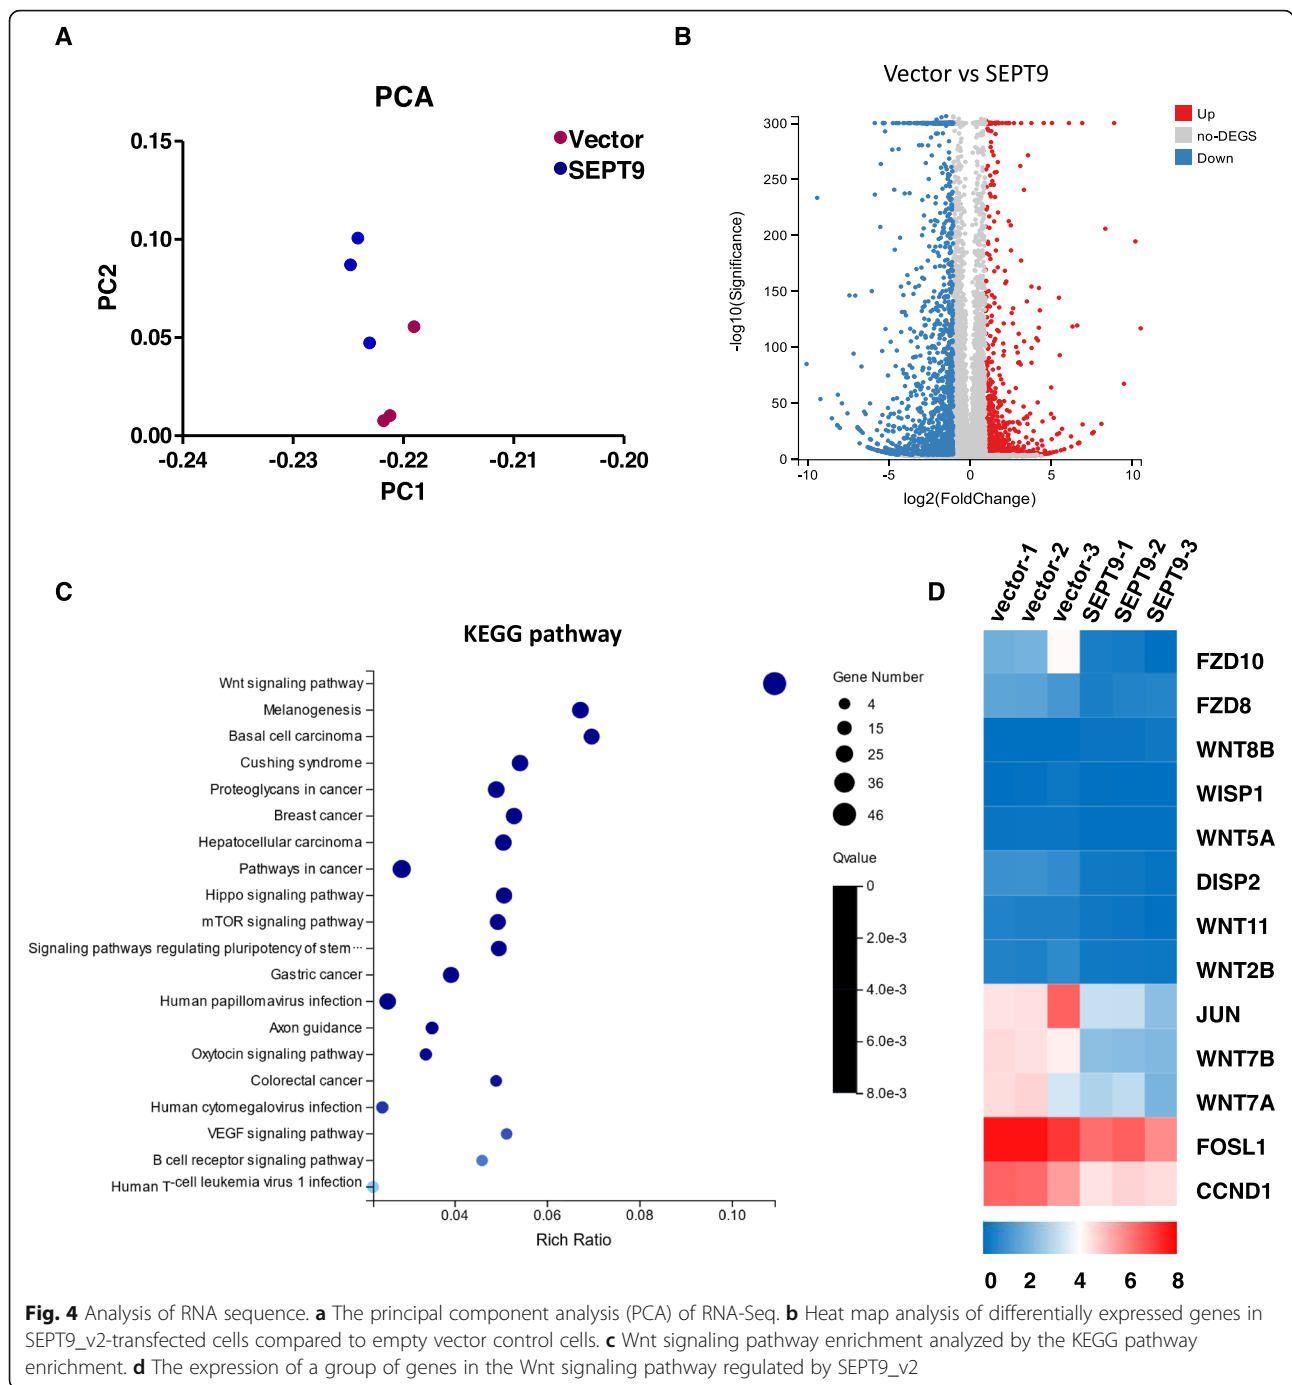 A
PCA
Vector
SEPT9
0.15
0.10
0.05
0.00
PC2
-0.24
-0.23
-0.22
-0.21
-0.20
PC1
B
Vector vs SEPT9
Up
no-DEGS
Down
300
250
200
150
100
50
0
-log10(Significance)
-10
-5
0
5
10
log2(FoldChange)
C
KEGG pathway
Wnt signaling pathway
Melanogenesis
Basal cell carcinoma
Cushing syndrome
Proteoglycans in cancer
Breast cancer
Hepatocellular carcinoma
Pathways in cancer
Hippo signaling pathway
mTOR signaling pathway
Signaling pathways regulating pluripotency of stem···
Gastric cancer
Human papillomavirus infection
Axon guidance
Oxytocin signaling pathway
Colorectal cancer
Human cytomegalovirus infection
VEGF signaling pathway
B cell receptor signaling pathway
Human T-cell leukemia virus 1 infection
0.04
0.06
0.08
0.10
Rich Ratio
Gene Number
4
15
25
36
46
Qvalue
0
2.0e-3
4.0e-3
6.0e-3
8.0e-3
D
vector-1
vector-2
vector-3
SEPT9-1
SEPT9-2
SEPT9-3
FZD10
FZD8
WNT8B
WISP1
WNT5A
DISP2
WNT11
WNT2B
JUN
WNT7B
WNT7A
FOSL1
CCND1
0 2 4 6 8
Fig. 4 Analysis of RNA sequence. a The principal component analysis (PCA) of RNA-Seq. b Heat map analysis of differentially expressed genes in
SEPT9_v2-transfected cells compared to empty vector control cells. c Wnt signaling pathway enrichment analyzed by the KEGG pathway
enrichment. d The expression of a group of genes in the Wnt signaling pathway regulated by SEPT9_v2